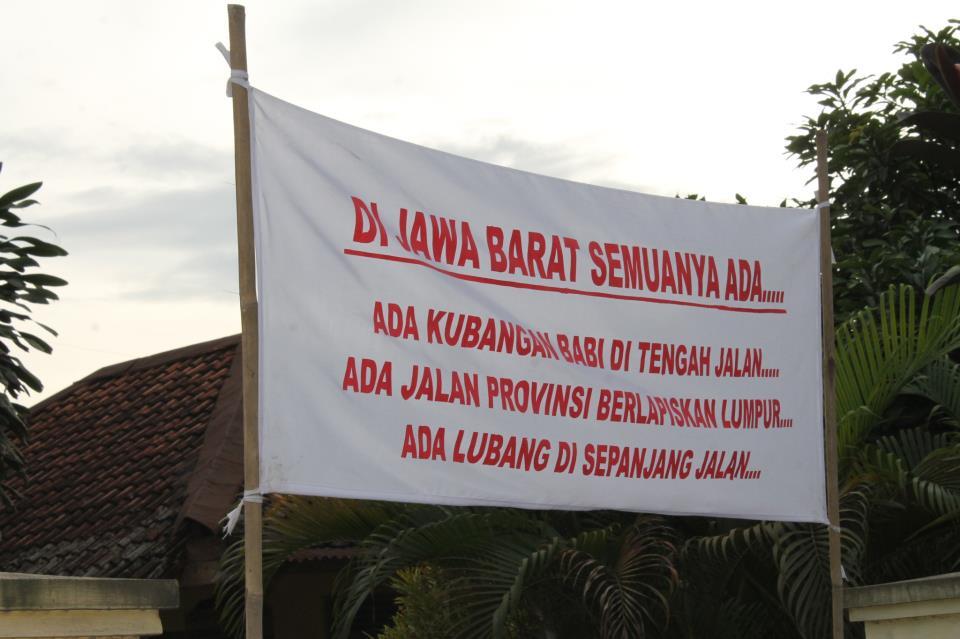 DI JAWA BARAT SEMUANYA ADA.....
ADA KUBANGAN BABI DI TENGAH JALAN.....
ADA JALAN PROVINSI BERLAPISKAN LUMPUR....
ADA LUBANG DI SEPANJANG JALAN....